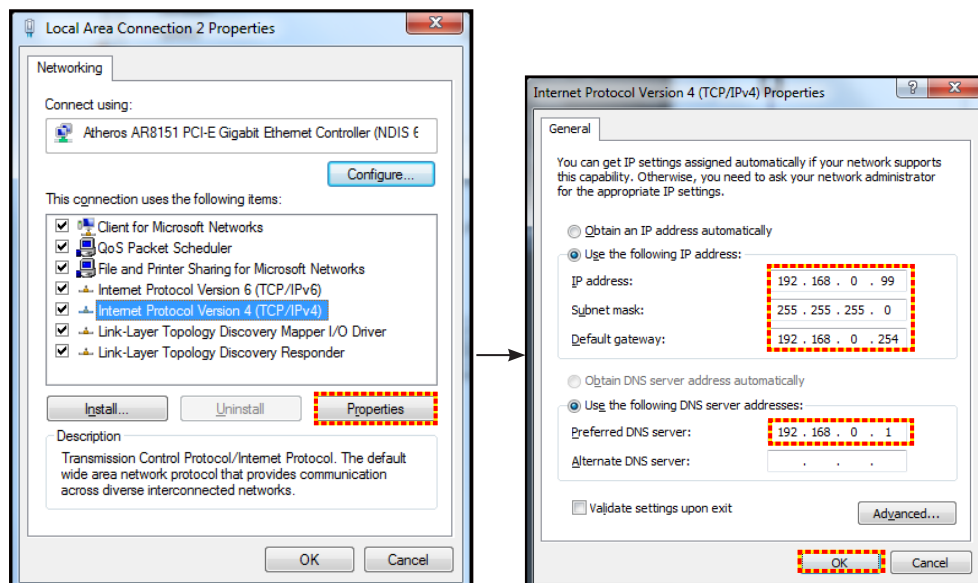 Local Area Connection 2 Properties
Networking
Connect using:
Atheros AR8151 PCI-E Gigabit Ethernet Controller (NDIS 6
Configure...
This connection uses the following items:
Client for Microsoft Networks
QoS Packet Scheduler
File and Printer Sharing for Microsoft Networks
Internet Protocol Version 6 (TCP/IPv6)
Internet Protocol Version 4 (TCP/IPv4)
Link-Layer Topology Discovery Mapper I/O Driver
Link-Layer Topology Discovery Responder
Install... Uninstall Properties
Description
Transmission Control Protocol/Internet Protocol. The default
wide area network protocol that provides communication
across diverse interconnected networks.
OK Cancel
Internet Protocol Version 4 (TCP/IPv4) Properties
General
You can get IP settings assigned automatically if your network supports
this capability. Otherwise, you need to ask your network administrator
for the appropriate IP settings.
Obtain an IP address automatically
Use the following IP address:
IP address: 192 . 168 . 0 . 99
Subnet mask: 255 . 255 . 255 . 0
Default gateway: 192 . 168 . 0 . 254
Obtain DNS server address automatically
Use the following DNS server addresses:
Preferred DNS server: 192 . 168 . 0 . 1
Alternate DNS server: . . .
Validate settings upon exit
Advanced...
OK Cancel